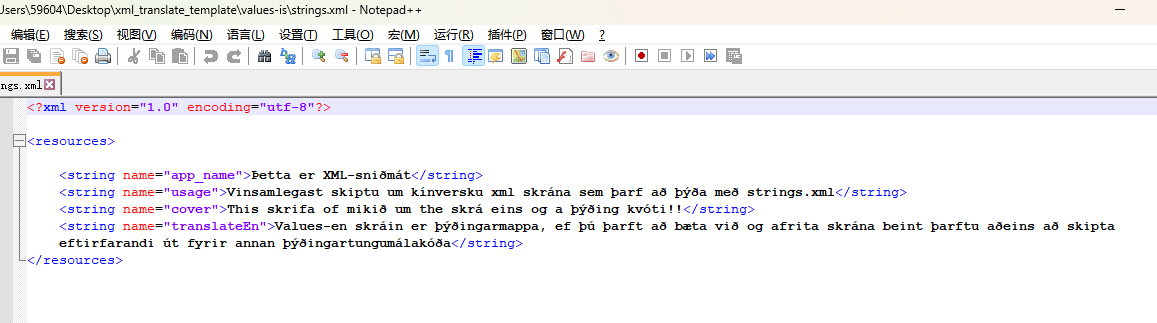 Users\59604\Desktop\xml_translate_template\values-is\strings.xml - Notepad++
编辑(E) 搜索(S) 视图(V) 编码(N) 语言(L) 设置(T) 工具(O) 宏(M) 运行(R) 插件(P) 窗口(W) ?
ngs.xml
<?xml version="1.0" encoding="utf-8"?>
<resources>
<string name="app_name">Þetta er XML-sniðmát</string>
<string name="usage">Vinsamlegast skiptu um kínversku xml skrána sem þarf að þýða með strings.xml</string>
<string name="cover">This skrifa of mikið um the skrá eins og a þýðing kvóti!!</string>
<string name="translateEn">Values-en skráin er þýðingarmappa, ef þú þarft að bæta við og afrita skrána beint þarftu aðeins að skipta
eftirfarandi út fyrir annan þýðingartungumálakóða</string>
</resources>